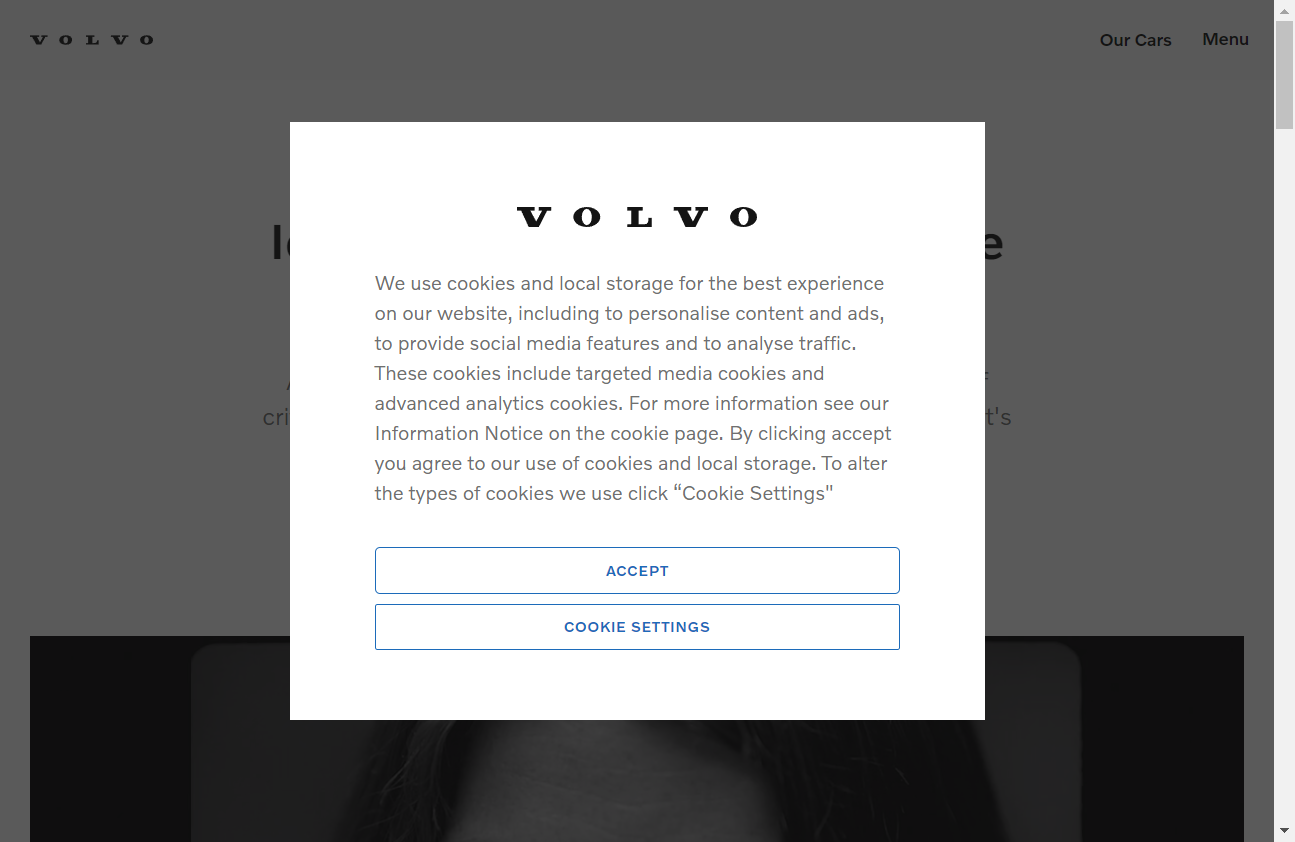 VOLVO
Our Cars
Menu
VOLVO
We use cookies and local storage for the best experience
on our website, including to personalise content and ads,
to provide social media features and to analyse traffic.
These cookies include targeted media cookies and
advanced analytics cookies. For more information see our
Information Notice on the cookie page. By clicking accept
you agree to our use of cookies and local storage. To alter
the types of cookies we use click “Cookie Settings"
ACCEPT
COOKIE SETTINGS